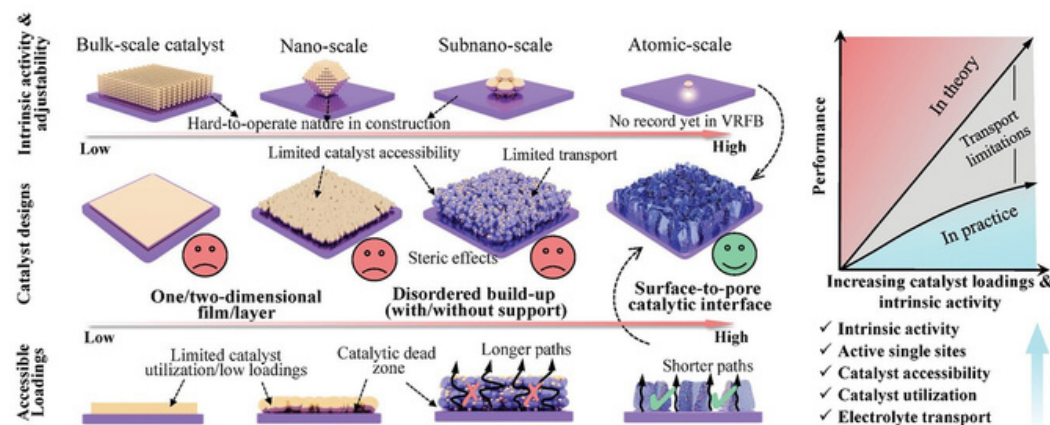 Intrinsic activity &
adjustability
Bulk-scale catalyst
Nano-scale
Subnano-scale
Atomic-scale
Hard-to-operate nature in construction
No record yet in VRFB
Low
High
Catalyst designs
Limited catalyst accessibility
Limited transport
Steric effects
One/two-dimensional
film/layer
Disordered build-up
(with/without support)
Surface-to-pore
catalytic interface
Low
High
Accessible
Loadings
Limited catalyst
utilization/low loadings
Catalytic dead
zone
Longer paths
Shorter paths
Performance
In theory
Transport
limitations
In practice
Increasing catalyst loadings &
intrinsic activity
✓ Intrinsic activity
✓ Active single sites
✓ Catalyst accessibility
✓ Catalyst utilization
✓ Electrolyte transport